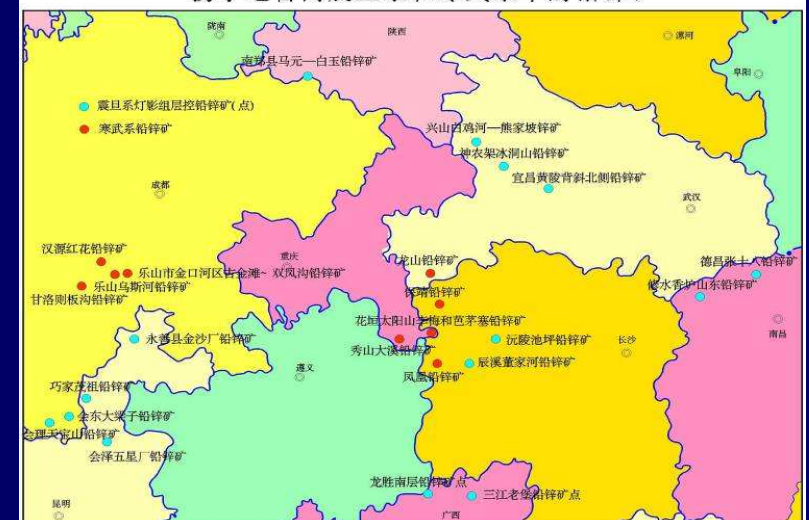 陇南
陕西
漯河
南郑县马元—白玉铅锌矿
阜阳
震旦系灯影组层控铅锌矿(点)
寒武系铅锌矿
兴山白鸡河—熊家坡锌矿
神农架冰洞山铅锌矿
宜昌黄陵背斜北侧铅锌矿
成都
武汉
汉源红花铅锌矿
重庆
龙山铅锌矿
德昌张十八铅锌矿
乐山市金口河区古金滩~双凤沟铅锌矿
乐山乌斯河铅锌矿
甘洛则板沟铅锌矿
保靖铅锌矿
修水香炉山东铅锌矿
花垣太阳山李梅和芭茅塞铅锌矿
南昌
永善县金沙厂铅锌矿
秀山大溪铅锌矿
沅陵池坪铅锌矿
长沙
遵义
凤凰铅锌矿
辰溪董家河铅锌矿
巧家茂祖铅锌矿
会东大梁子铅锌矿
会理天宝山铅锌矿
会泽五星厂铅锌矿
龙胜南层铅锌矿点
三江老堡铅锌矿点
昆明
广西